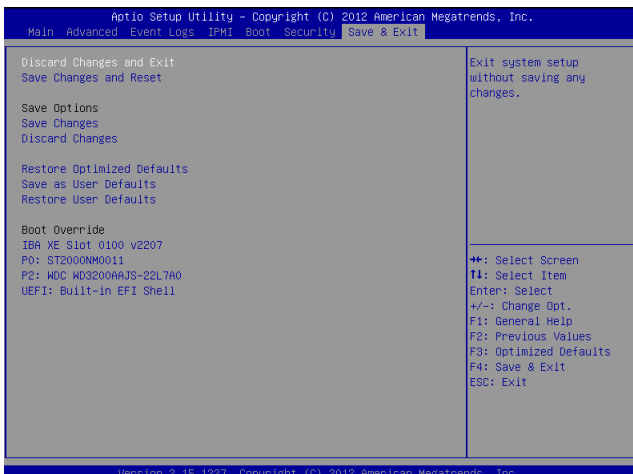 Aptio Setup Utility – Copyright (C) 2012 American Megatrends, Inc.
Main Advanced Event Logs IPMI Boot Security Save & Exit
Discard Changes and Exit
Save Changes and Reset
Save Options
Save Changes
Discard Changes
Restore Optimized Defaults
Save as User Defaults
Restore User Defaults
Boot Override
IBA XE Slot 0100 v2207
P0: ST2000NM0011
P2: WDC WD3200AAJS-22L7A0
UEFI: Built-in EFI Shell
Exit system setup
without saving any
changes.
→←: Select Screen
↑↓: Select Item
Enter: Select
+/-: Change Opt.
F1: General Help
F2: Previous Values
F3: Optimized Defaults
F4: Save & Exit
ESC: Exit
Version 2.15.1227. Copyright (C) 2012 American Megatrends, Inc.